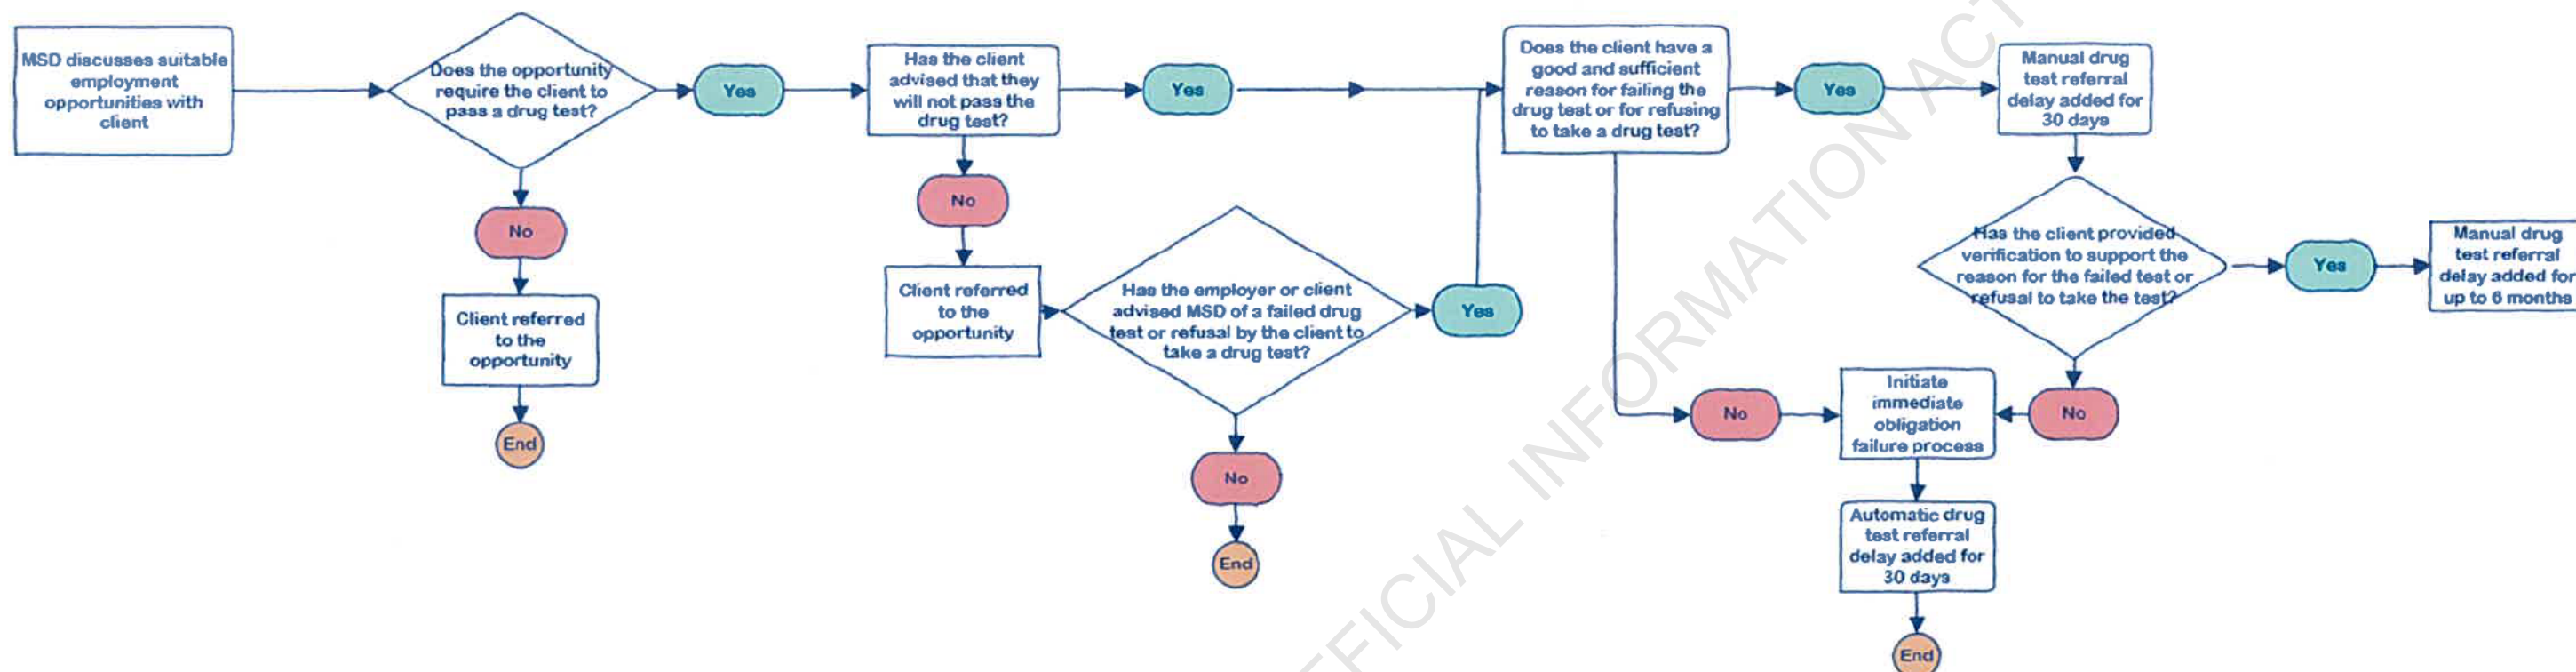 MSD discusses suitable
employment
opportunities with
client
Does the opportunity
require the client to
pass a drug test?
Yes
No
Client referred
to the
opportunity
End
Has the client
advised that they
will not pass the
drug test?
Yes
No
Client referred
to the
opportunity
Has the employer or client
advised MSD of a failed drug
test or refusal by the client to
take a drug test?
Yes
No
End
Does the client have a
good and sufficient
reason for failing the
drug test or for refusing
to take a drug test?
Yes
Manual drug
test referral
delay added for
30 days
Has the client provided
verification to support the
reason for the failed test or
refusal to take the test?
Yes
Manual drug
test referral
delay added for
up to 6 months
No
No
Initiate
immediate
obligation
failure process
Automatic drug
test referral
delay added for
30 days
End
FFICIAL INFORMATION ACT